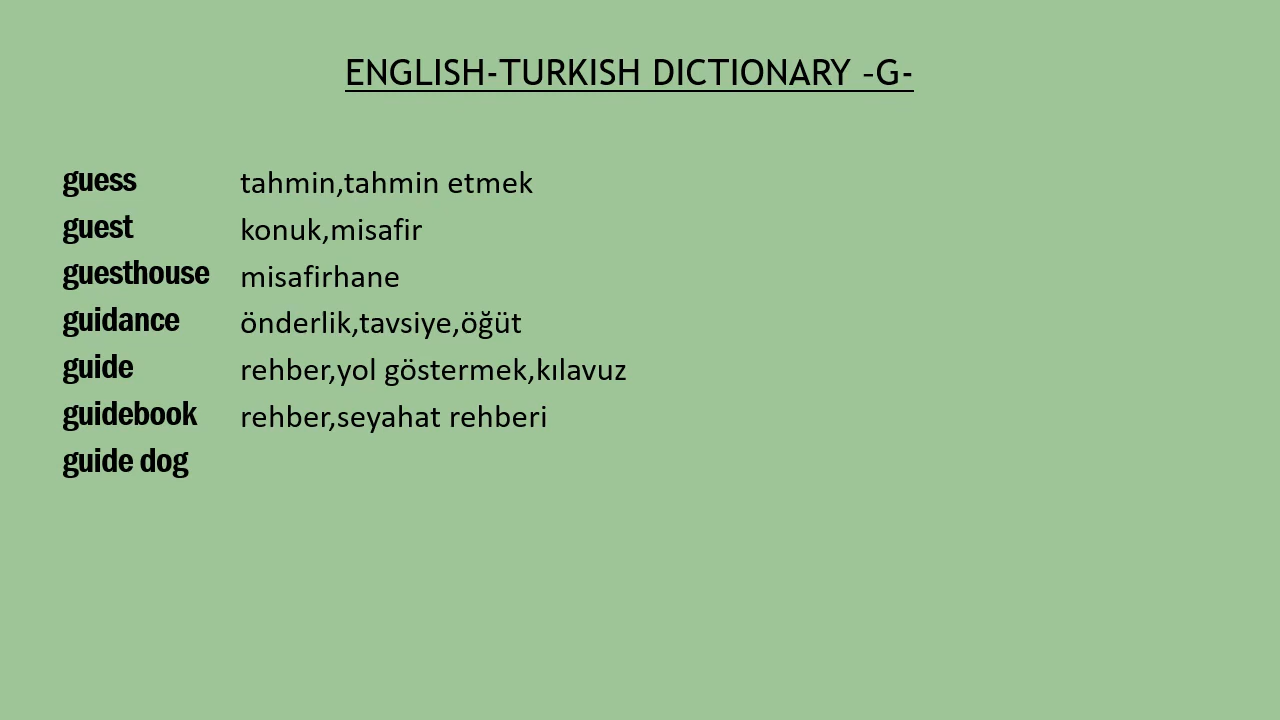 ENGLISH-TURKISH DICTIONARY –G-
guess tahmin,tahmin etmek
guest konuk,misafir
guesthouse misafirhane
guidance önderlik,tavsiye,öğüt
guide rehber,yol göstermek,kılavuz
guidebook rehber,seyahat rehberi
guide dog